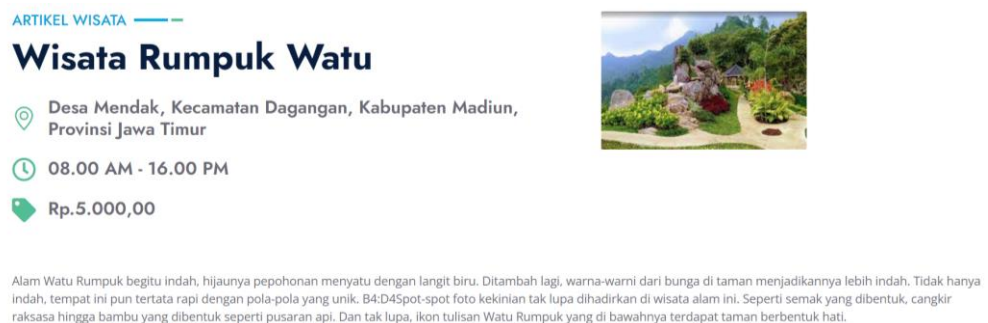 ARTIKEL WISATA
Wisata Rumpuk Watu
Desa Mendak, Kecamatan Dagangan, Kabupaten Madiun,
Provinsi Jawa Timur
08.00 AM - 16.00 PM
Rp.5.000,00
Alam Watu Rumpuk begitu indah, hijaunya pepohonan menyatu dengan langit biru. Ditambah lagi, warna-warni dari bunga di taman menjadikannya lebih indah. Tidak hanya
indah, tempat ini pun tertata rapi dengan pola-pola yang unik. B4:D4Spot-spot foto kekinian tak lupa dihadirkan di wisata alam ini. Seperti semak yang dibentuk, cangkir
raksasa hingga bambu yang dibentuk seperti pusaran api. Dan tak lupa, ikon tulisan Watu Rumpuk yang di bawahnya terdapat taman berbentuk hati.